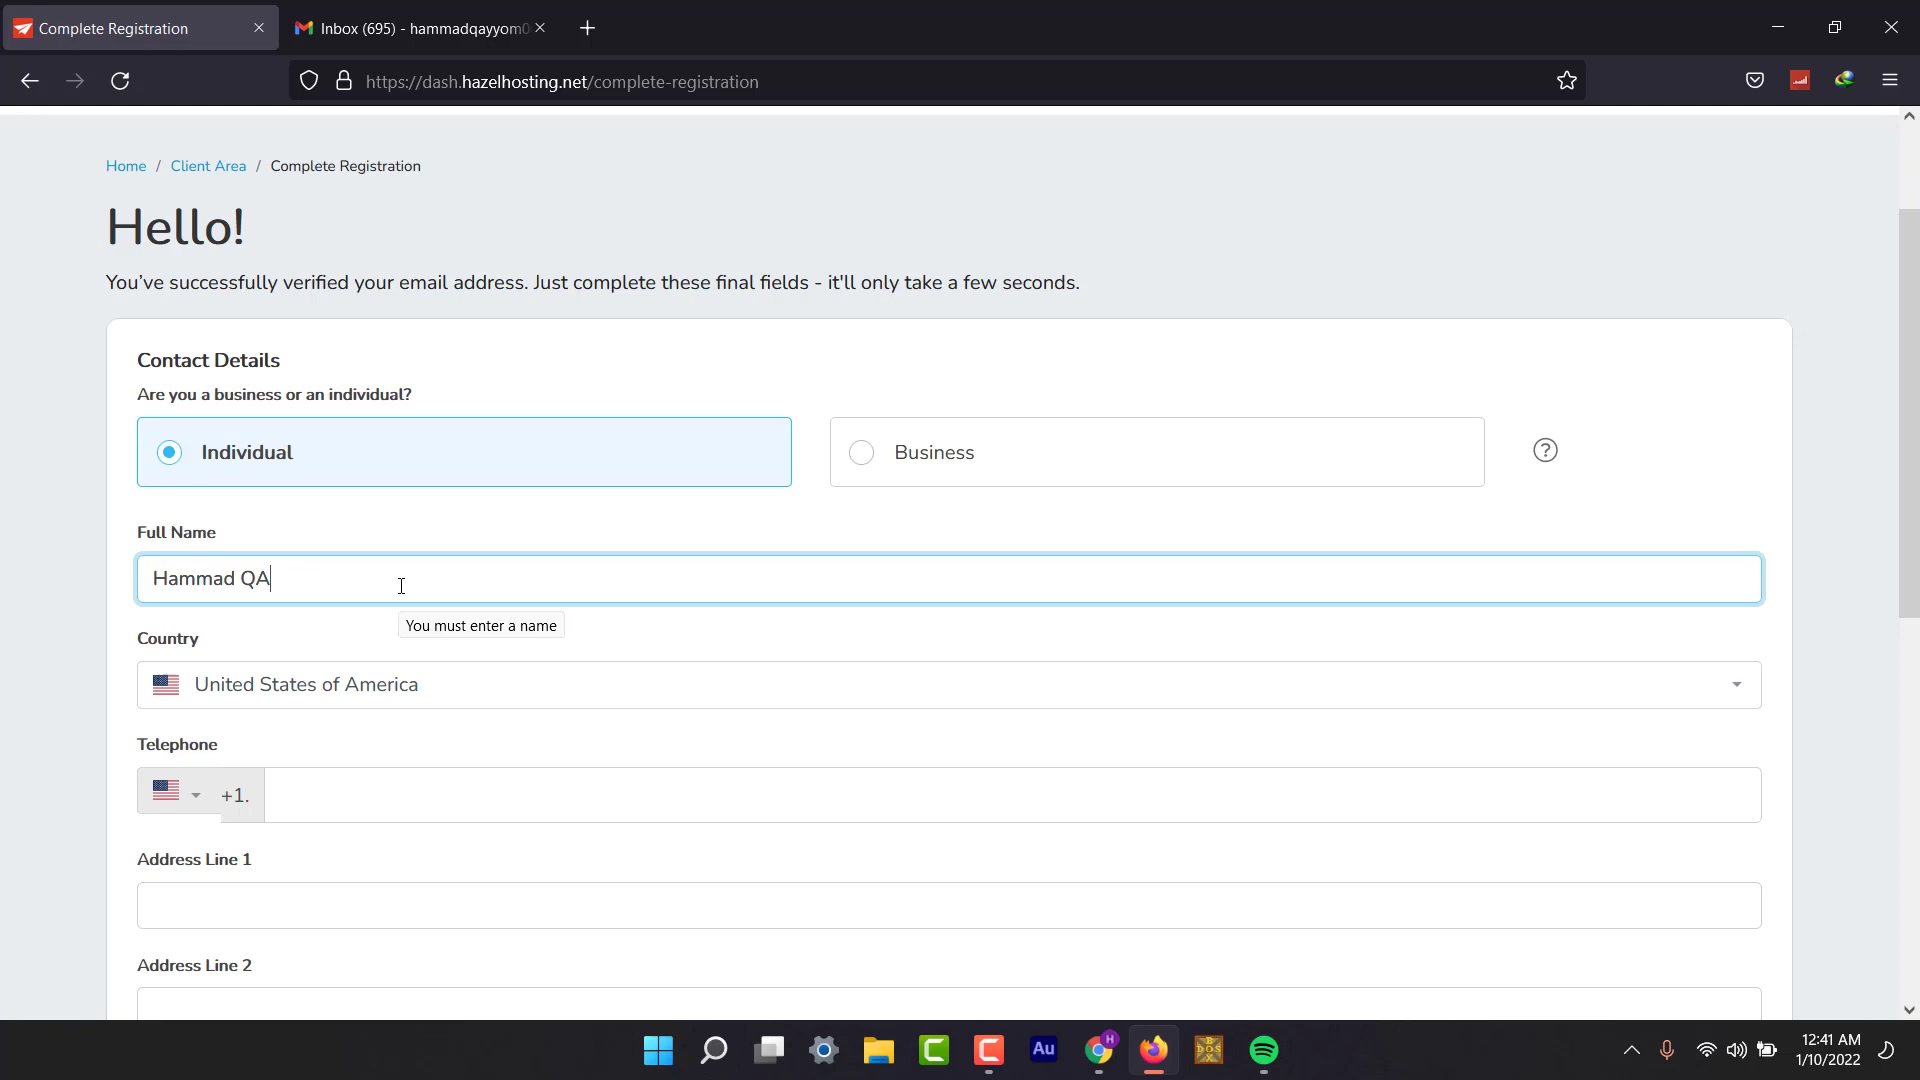 Complete Registration
Inbox (695) - hammadqayyom0
https://dash.hazelhosting.net/complete-registration
Home / Client Area / Complete Registration
Hello!
You’ve successfully verified your email address. Just complete these final fields - it'll only take a few seconds.
Contact Details
Are you a business or an individual?
Individual
Business
?
Full Name
Hammad QA
You must enter a name
Country
United States of America
Telephone
+1.
Address Line 1
Address Line 2
Au
H
12:41 AM
1/10/2022